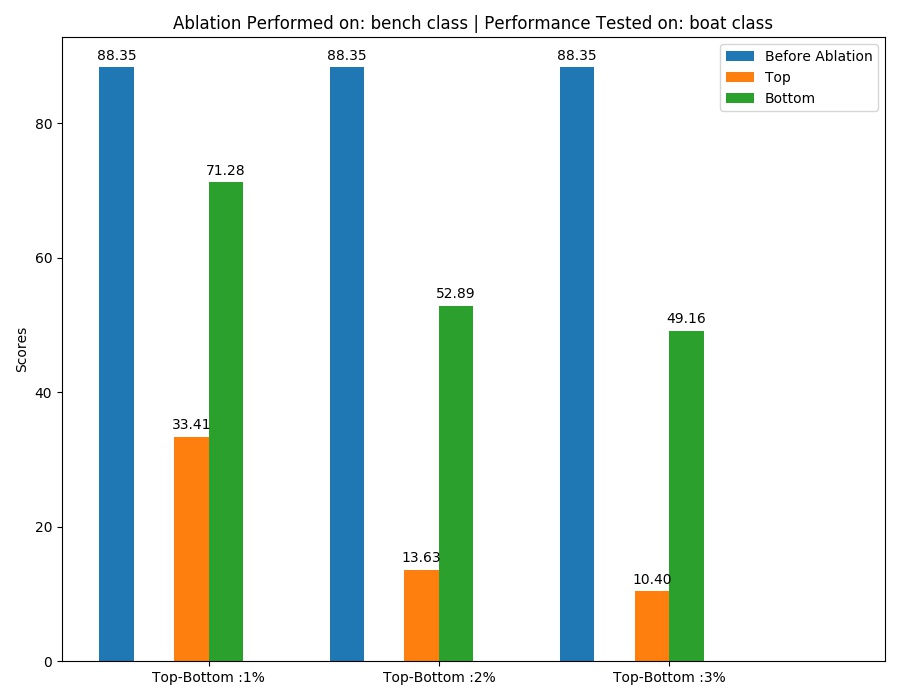 Ablation Performed on: bench class | Performance Tested on: boat class
88.35 88.35 88.35
Before Ablation
Top
Bottom
71.28
52.89
49.16
33.41
13.63
10.40
Scores
80
60
40
20
0
Top-Bottom :1% Top-Bottom :2% Top-Bottom :3%